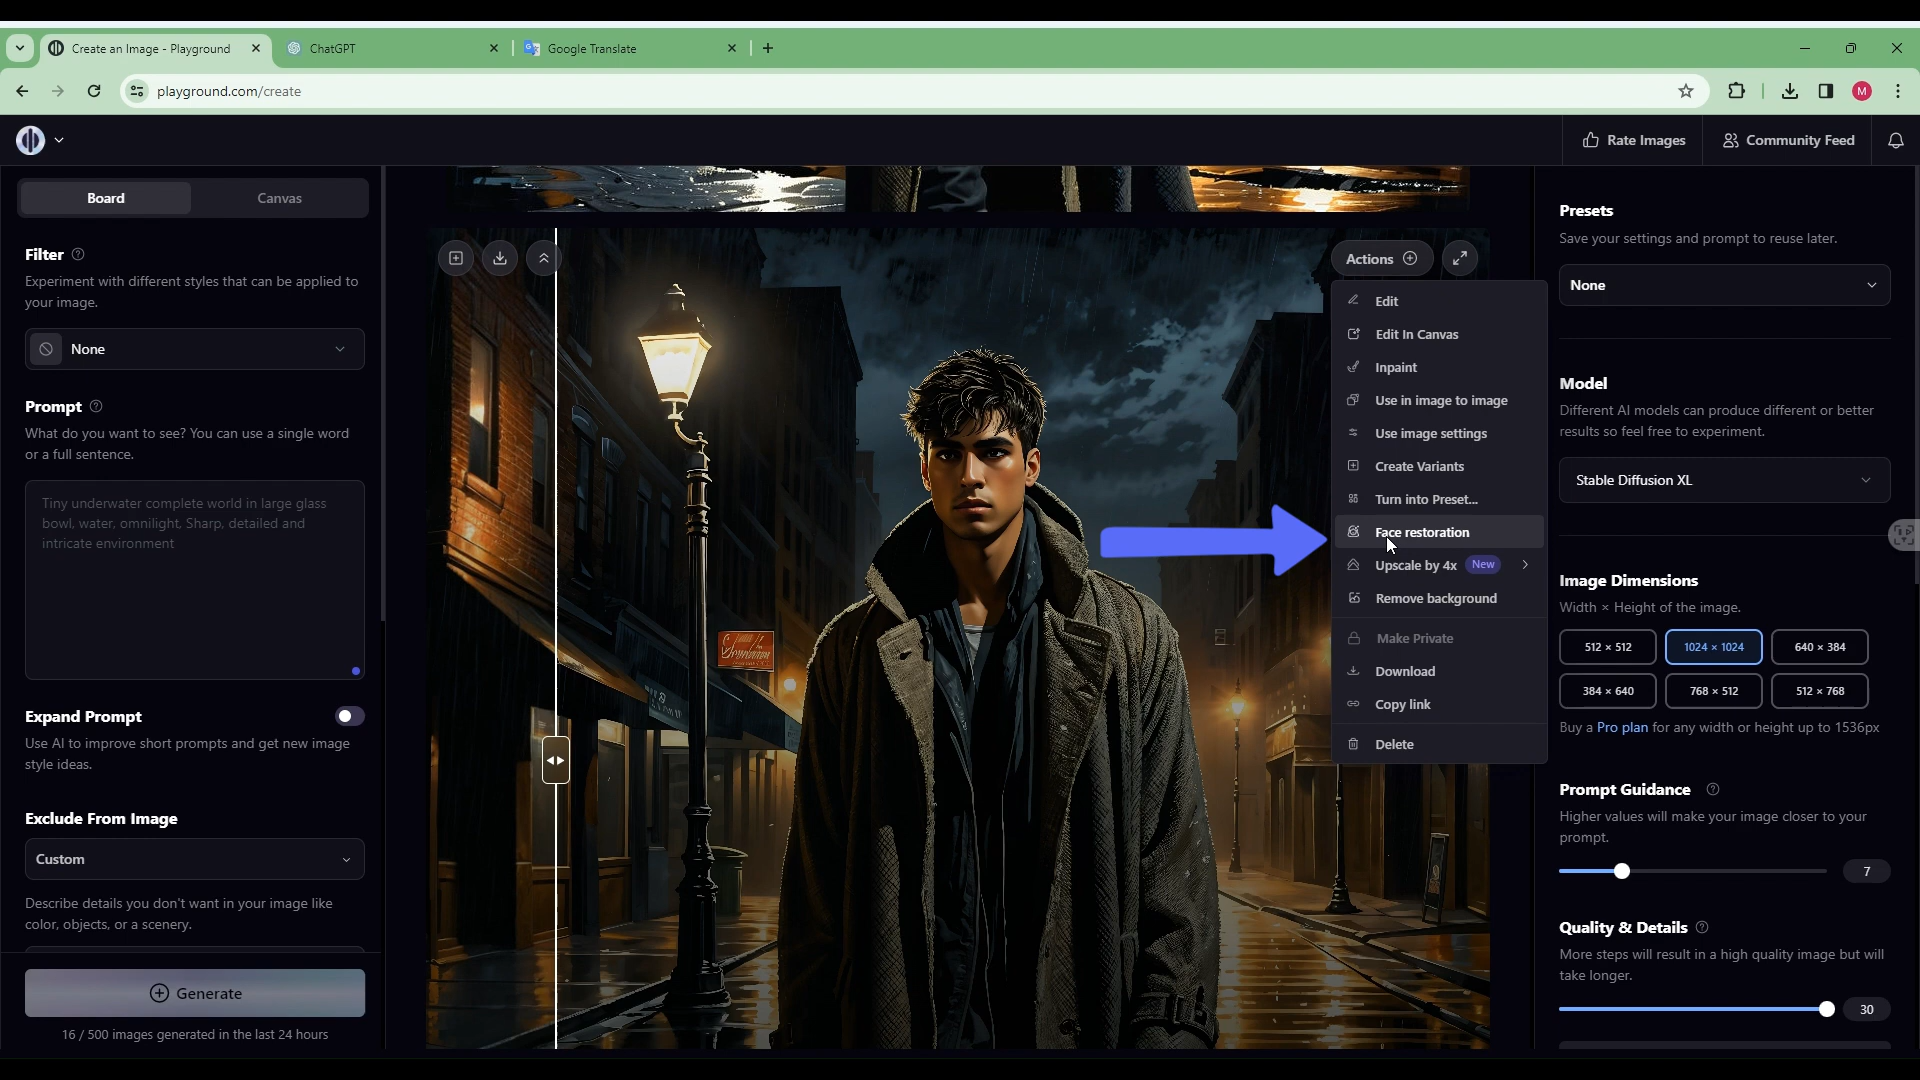 Create an Image - Playground
ChatGPT
Google Translate
playground.com/create
M
Rate Images
Community Feed
Board
Canvas
Filter
Experiment with different styles that can be applied to
your image.
None
Prompt
What do you want to see? You can use a single word
or a full sentence.
Tiny underwater complete world in large glass
bowl, water, omnilight, Sharp, detailed and
intricate environment
Expand Prompt
Use AI to improve short prompts and get new image
style ideas.
Exclude From Image
Custom
Describe details you don't want in your image like
color, objects, or a scenery.
Generate
16 / 500 images generated in the last 24 hours
Actions
Edit
Edit In Canvas
Inpaint
Use in image to image
Use image settings
Create Variants
Turn into Preset...
Face restoration
Upscale by 4x New
Remove background
Make Private
Download
Copy link
Delete
Presets
Save your settings and prompt to reuse later.
None
Model
Different AI models can produce different or better
results so feel free to experiment.
Stable Diffusion XL
Image Dimensions
Width × Height of the image.
512 × 512
1024 × 1024
640 × 384
384 × 640
768 × 512
512 × 768
Buy a Pro plan for any width or height up to 1536px
Prompt Guidance
Higher values will make your image closer to your
prompt.
7
Quality & Details
More steps will result in a high quality image but will
take longer.
30